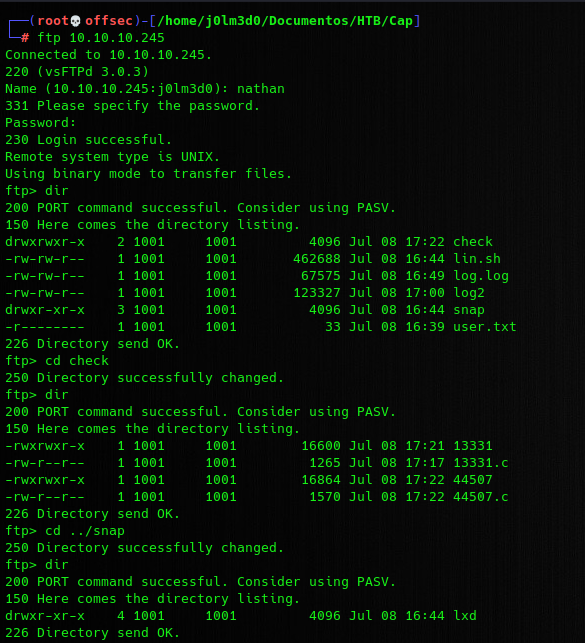 ┌──(root💀offsec)-[/home/j0lm3d0/Documentos/HTB/Cap]
└─# ftp 10.10.10.245
Connected to 10.10.10.245.
220 (vsFTPd 3.0.3)
Name (10.10.10.245:j0lm3d0): nathan
331 Please specify the password.
Password:
230 Login successful.
Remote system type is UNIX.
Using binary mode to transfer files.
ftp> dir
200 PORT command successful. Consider using PASV.
150 Here comes the directory listing.
drwxrwxr-x    2 1001     1001         4096 Jul 08 17:22 check
-rw-rw-r--    1 1001     1001       462688 Jul 08 16:44 lin.sh
-rw-rw-r--    1 1001     1001        67575 Jul 08 16:49 log.log
-rw-rw-r--    1 1001     1001       123327 Jul 08 17:00 log2
drwxr-xr-x    3 1001     1001         4096 Jul 08 16:44 snap
-r--------    1 1001     1001           33 Jul 08 16:39 user.txt
226 Directory send OK.
ftp> cd check
250 Directory successfully changed.
ftp> dir
200 PORT command successful. Consider using PASV.
150 Here comes the directory listing.
-rwxrwxr-x    1 1001     1001        16600 Jul 08 17:21 13331
-rw-r--r--    1 1001     1001         1265 Jul 08 17:17 13331.c
-rwxrwxr-x    1 1001     1001        16864 Jul 08 17:22 44507
-rw-r--r--    1 1001     1001         1570 Jul 08 17:22 44507.c
226 Directory send OK.
ftp> cd ../snap
250 Directory successfully changed.
ftp> dir
200 PORT command successful. Consider using PASV.
150 Here comes the directory listing.
drwxr-xr-x    4 1001     1001         4096 Jul 08 16:44 lxd
226 Directory send OK.